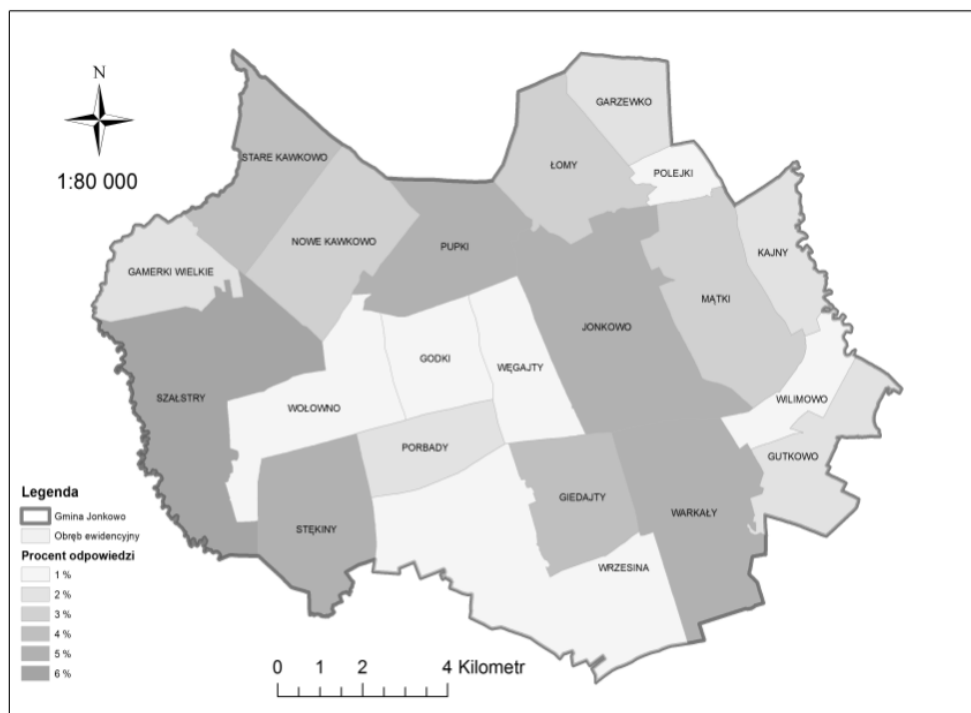 N
1:80 000
GARZEWKO
STARE KAWKOWO
ŁOMY
POLEJKI
NOWE KAWKOWO
PUPKI
KAJNY
GAMERKI WIELKIE
MĄTKI
JONKOWO
GODKI
WĘGAJTY
SZAŁSTRY
WOŁOWNO
WILIMOWO
PORBADY
GUTKOWO
GIEDAJTY
WARKAŁY
STĘKINY
WRZESINA
Legenda
Gmina Jonkowo
Obręb ewidencyjny
Procent odpowiedzi
1 %
2 %
3 %
4 %
5 %
6 %
0 1 2 4 Kilometr